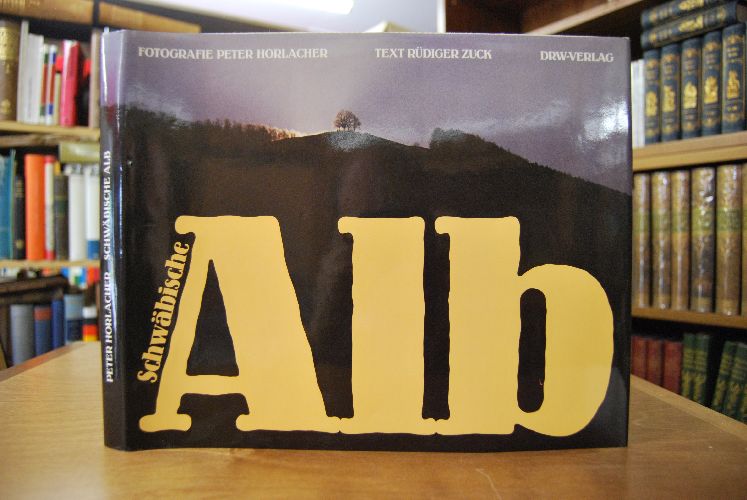 FOTOGRAFIE PETER HORLACHER TEXT RÜDIGER ZUCK DRW-VERLAG
Schwäbische
Alb
PETER HORLACHER SCHWÄBISCHE ALB